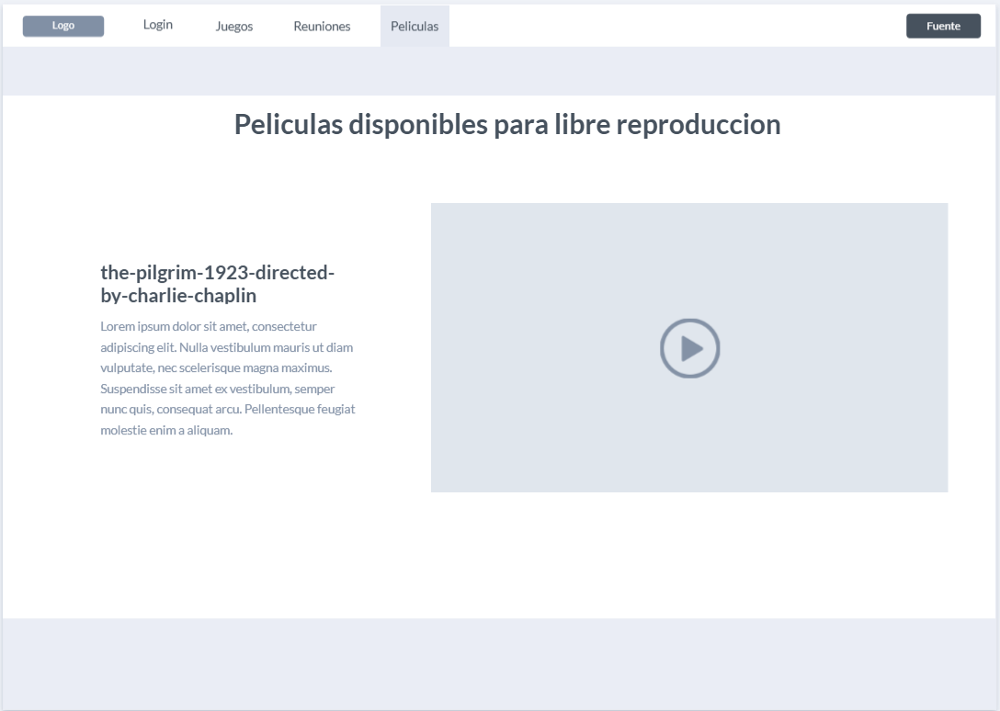 Logo
Login
Juegos
Reuniones
Peliculas
Fuente
Peliculas disponibles para libre reproduccion
the-pilgrim-1923-directed-
by-charlie-chaplin
Lorem ipsum dolor sit amet, consectetur
adipiscing elit. Nulla vestibulum mauris ut diam
vulputate, nec scelerisque magna maximus.
Suspendisse sit amet ex vestibulum, semper
nunc quis, consequat arcu. Pellentesque feugiat
molestie enim a aliquam.